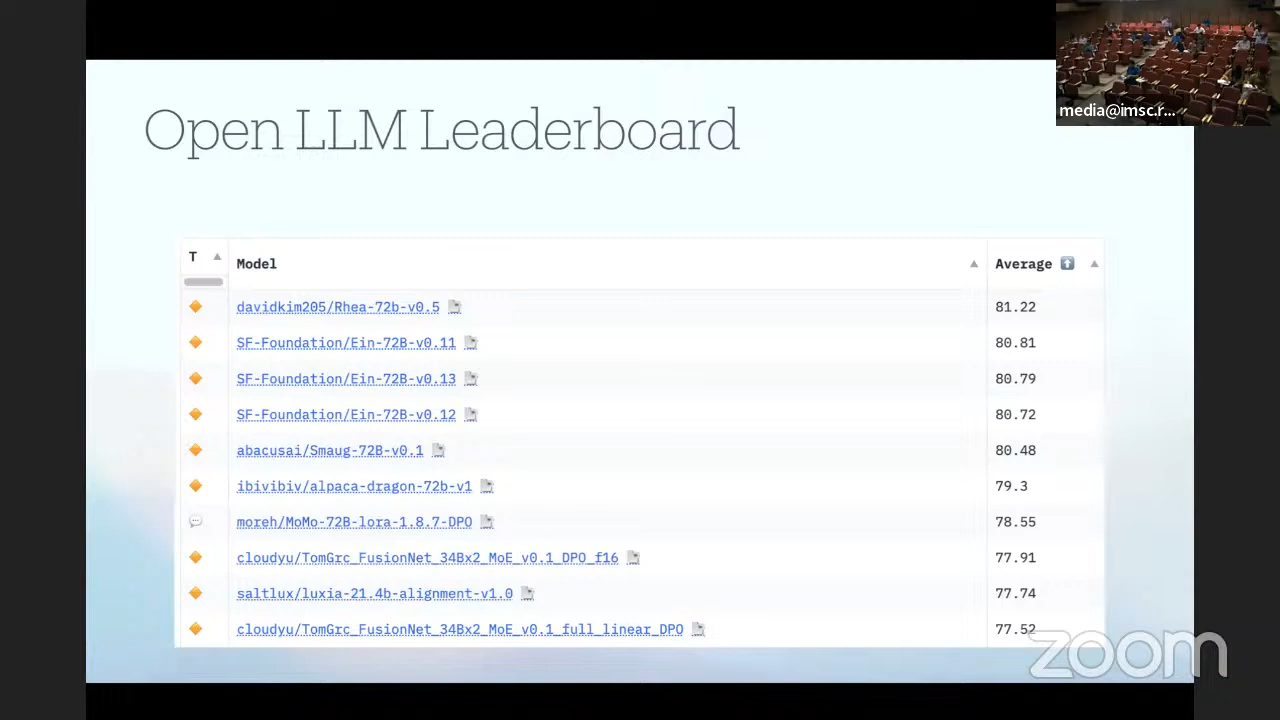 media@imsc.r...
Open LLM Leaderboard
T Model Average
davidkim205/Rhea-72b-v0.5 81.22
SF-Foundation/Ein-72B-v0.11 80.81
SF-Foundation/Ein-72B-v0.13 80.79
SF-Foundation/Ein-72B-v0.12 80.72
abacusai/Smaug-72B-v0.1 80.48
ibivibiv/alpaca-dragon-72b-v1 79.3
moreh/MoMo-72B-lora-1.8.7-DPO 78.55
cloudyu/TomGrc_FusionNet_34Bx2_MoE_v0.1_DPO_f16 77.91
saltlux/luxia-21.4b-alignment-v1.0 77.74
cloudyu/TomGrc_FusionNet_34Bx2_MoE_v0.1_full_linear_DPO 77.52
zoom